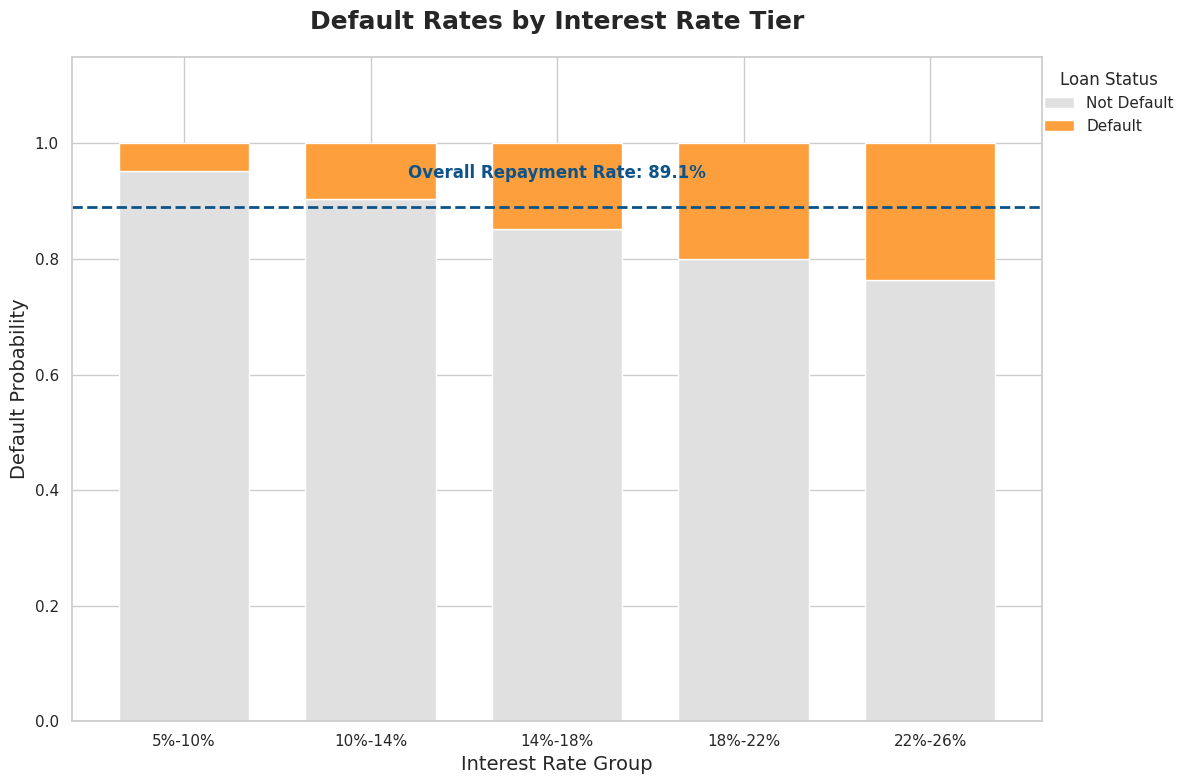 Default Rates by Interest Rate Tier
Loan Status
Not Default
Default
Overall Repayment Rate: 89.1%
Default Probability
1.0
0.8
0.6
0.4
0.2
0.0
5%-10%
10%-14%
14%-18%
18%-22%
22%-26%
Interest Rate Group